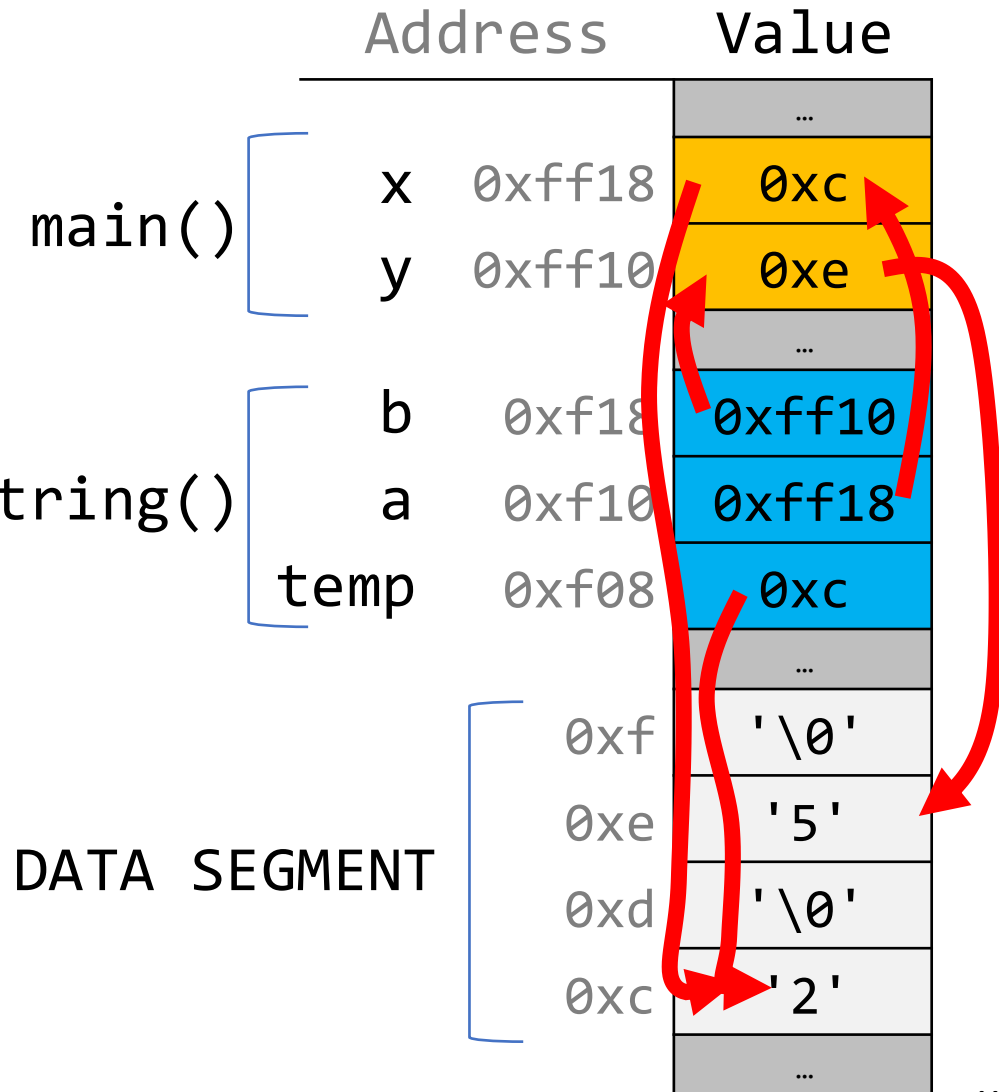 Address Value
…
main()
x 0xff18 0xc
y 0xff10 0xe
…
tring()
b 0xf18 0xff10
a 0xf10 0xff18
temp 0xf08 0xc
…
DATA SEGMENT
0xf '\0'
0xe '5'
0xd '\0'
0xc '2'
…